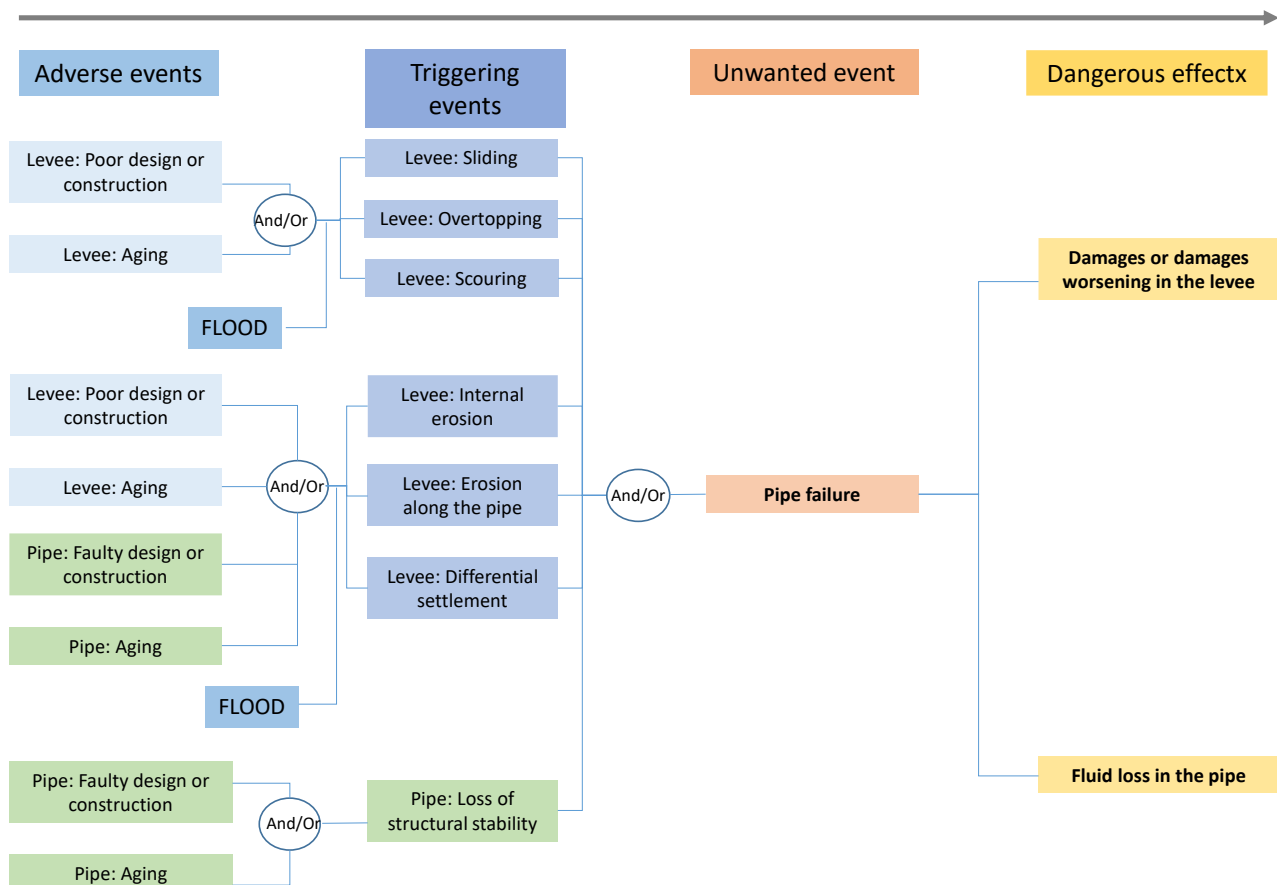 Adverse events
Triggering
events
Unwanted event
Dangerous effectx
Levee: Poor design or
construction
And/Or
Levee: Aging
FLOOD
Levee: Sliding
Levee: Overtopping
Levee: Scouring
Levee: Poor design or
construction
Levee: Aging
And/Or
Pipe: Faulty design or
construction
Pipe: Aging
FLOOD
Levee: Internal
erosion
Levee: Erosion
along the pipe
Levee: Differential
settlement
Pipe: Faulty design or
construction
And/Or
Pipe: Aging
Pipe: Loss of
structural stability
And/Or
Pipe failure
Damages or damages
worsening in the levee
Fluid loss in the pipe